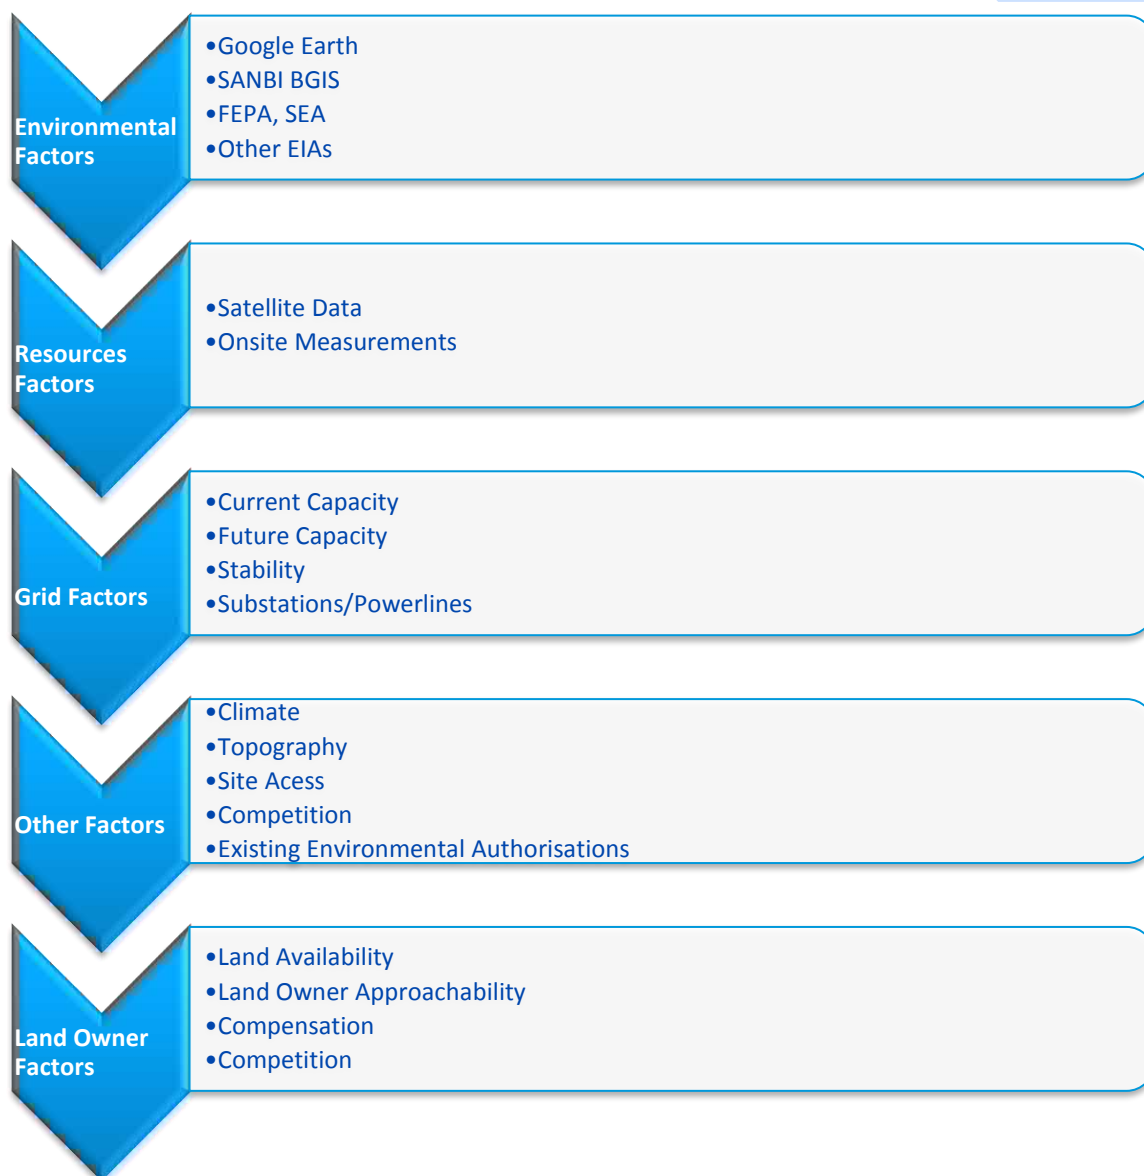 Environmental
Factors
•Google Earth
•SANBI BGIS
•FEPA, SEA
•Other EIAs
Resources
Factors
•Satellite Data
•Onsite Measurements
Grid Factors
•Current Capacity
•Future Capacity
•Stability
•Substations/Powerlines
Other Factors
•Climate
•Topography
•Site Acess
•Competition
•Existing Environmental Authorisations
Land Owner
Factors
•Land Availability
•Land Owner Approachability
•Compensation
•Competition